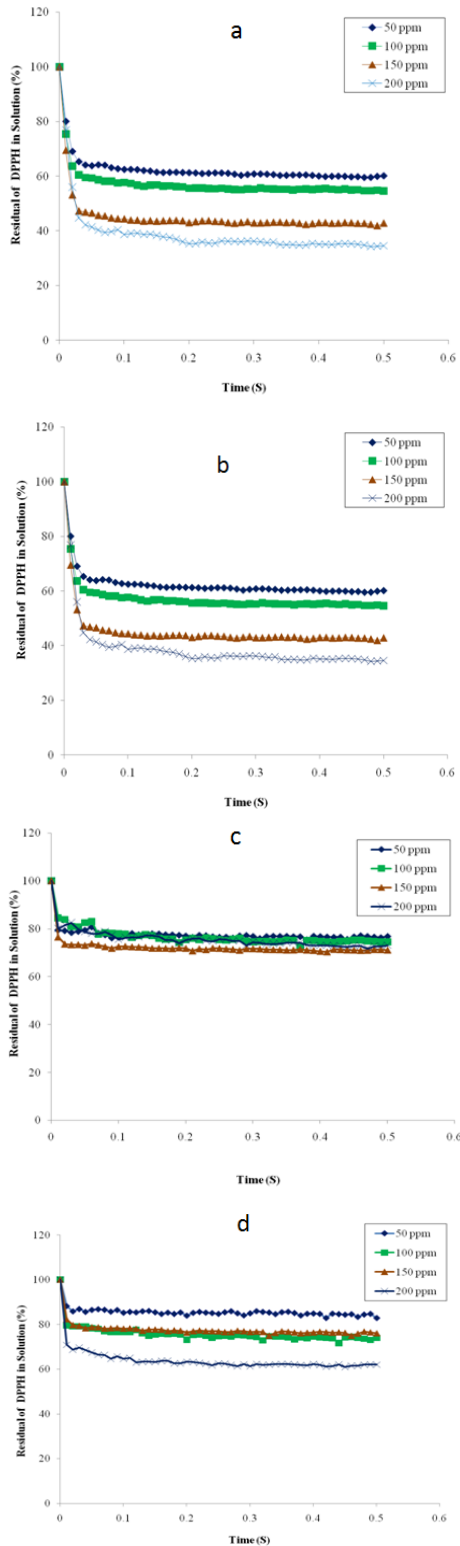 a
50 ppm
100 ppm
150 ppm
200 ppm
Residual of DPPH in Solution (%)
120
100
80
60
40
20
0
0 0.1 0.2 0.3 0.4 0.5 0.6
Time (S)
b
50 ppm
100 ppm
150 ppm
200 ppm
Residual of DPPH in Solution (%)
120
100
80
60
40
20
0
0 0.1 0.2 0.3 0.4 0.5 0.6
Time (S)
c
50 ppm
100 ppm
150 ppm
200 ppm
Residual of DPPH in Solution (%)
120
100
80
60
40
20
0
0 0.1 0.2 0.3 0.4 0.5 0.6
Time (S)
d
50 ppm
100 ppm
150 ppm
200 ppm
Residual of DPPH in Solution (%)
120
100
80
60
40
20
0
0 0.1 0.2 0.3 0.4 0.5 0.6
Time (S)